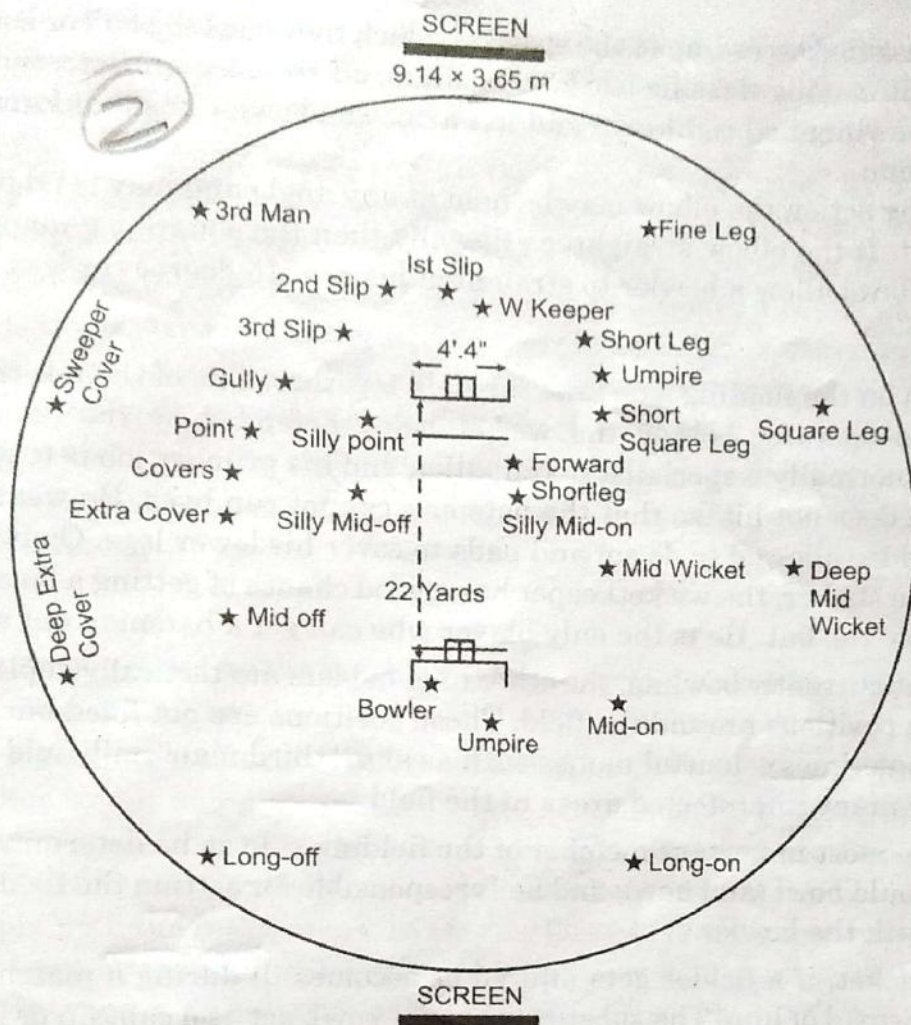 SCREEN
9.14 × 3.65 m
2
3rd Man
Fine Leg
Ist Slip
2nd Slip
W Keeper
3rd Slip
4'.4"
Short Leg
Sweeper
Cover
Gully
Umpire
Point
Silly point
Short
Square Leg
Square Leg
Covers
Forward
Shortleg
Extra Cover
Silly Mid-off
Silly Mid-on
Deep Extra
Cover
Mid Wicket
Deep
Mid
Wicket
22 Yards
Mid off
Bowler
Umpire
Mid-on
Long-off
Long-on
SCREEN